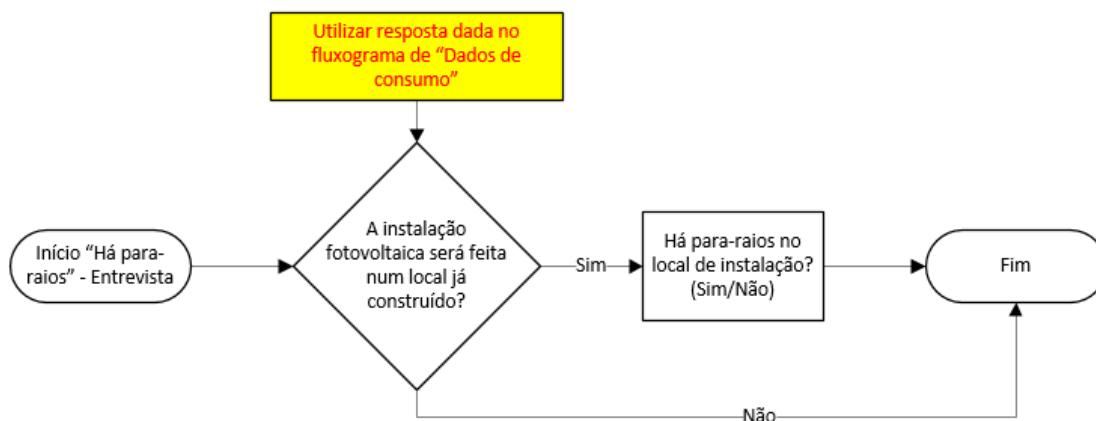 Utilizar resposta dada no
fluxograma de “Dados de
consumo”
Início “Há para-
raios” - Entrevista
A instalação
fotovoltaica será feita
num local já
construído?
Sim
Há para-raios no
local de instalação?
(Sim/Não)
Fim
Não